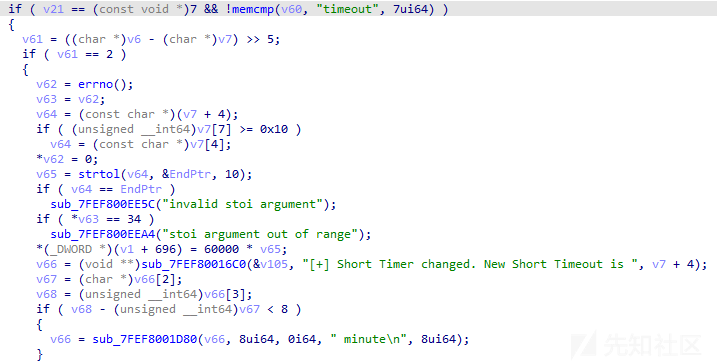 if ( v21 == (const void *)7 && !memcmp(v60, "timeout", 7ui64) )
{
v61 = ((char *)v6 - (char *)v7) >> 5;
if ( v61 == 2 )
{
v62 = errno();
v63 = v62;
v64 = (const char *)(v7 + 4);
if ( (unsigned __int64)v7[7] >= 0x10 )
v64 = (const char *)v7[4];
*v62 = 0;
v65 = strtol(v64, &EndPtr, 10);
if ( v64 == EndPtr )
sub_7FEF800EE5C("invalid stoi argument");
if ( *v63 == 34 )
sub_7FEF800EEA4("stoi argument out of range");
*(_DWORD *)(v1 + 696) = 60000 * v65;
v66 = (void **)sub_7FEF80016C0(&v105, "[+] Short Timer changed. New Short Timeout is ", v7 + 4);
v67 = (char *)v66[2];
v68 = (unsigned __int64)v66[3];
if ( v68 - (unsigned __int64)v67 < 8 )
{
v66 = sub_7FEF8001D80(v66, 8ui64, 0i64, " minute\n", 8ui64);
}
先知社区